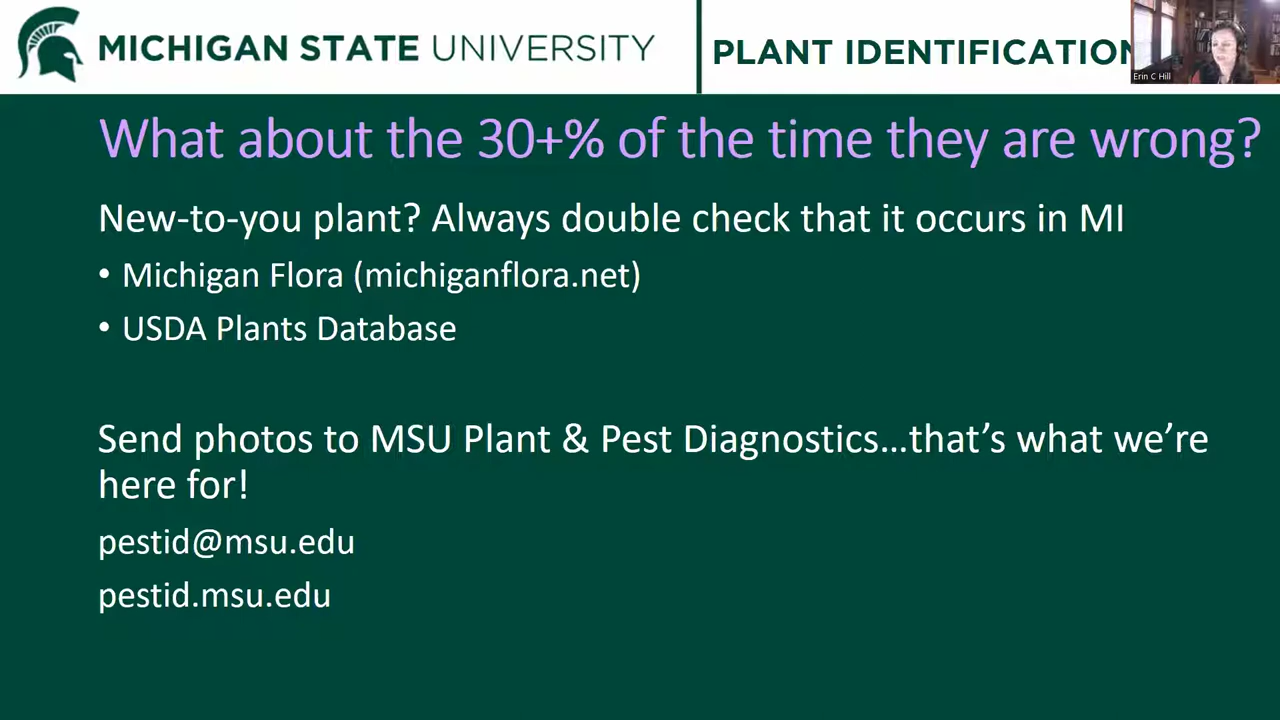 MICHIGAN STATE UNIVERSITY
PLANT IDENTIFICATION
Erin C Hill
What about the 30+% of the time they are wrong?
New-to-you plant? Always double check that it occurs in MI
• Michigan Flora (michiganflora.net)
• USDA Plants Database
Send photos to MSU Plant & Pest Diagnostics…that’s what we’re
here for!
pestid@msu.edu
pestid.msu.edu